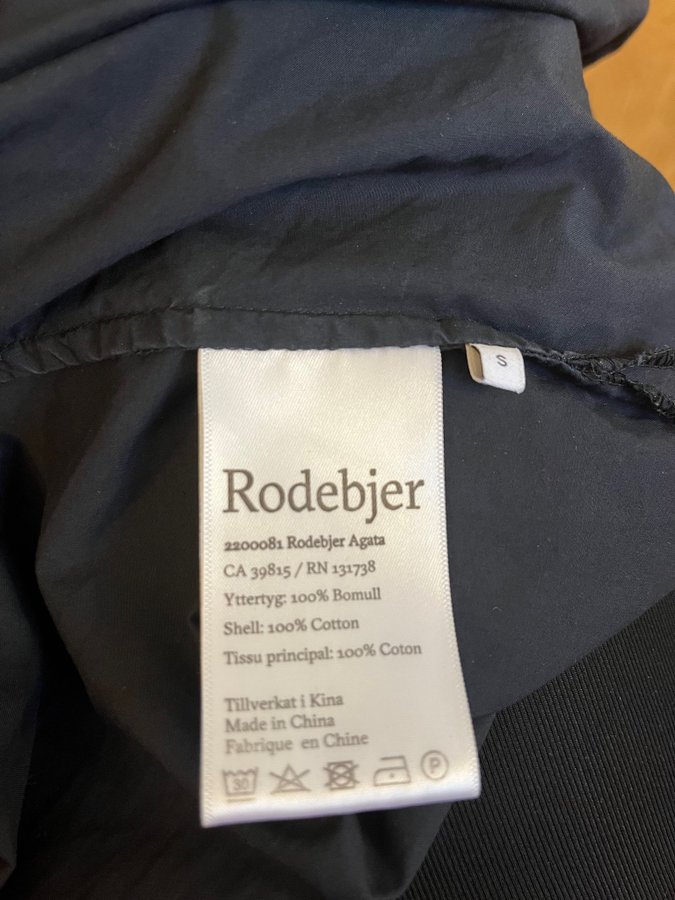 S
Rodebjer
2200081 Rodebjer Agata
CA 39815 / RN 131738
Yttertyg: 100% Bomull
Shell: 100% Cotton
Tissu principal: 100% Coton
Tillverkat i Kina
Made in China
Fabrique en Chine
30 P